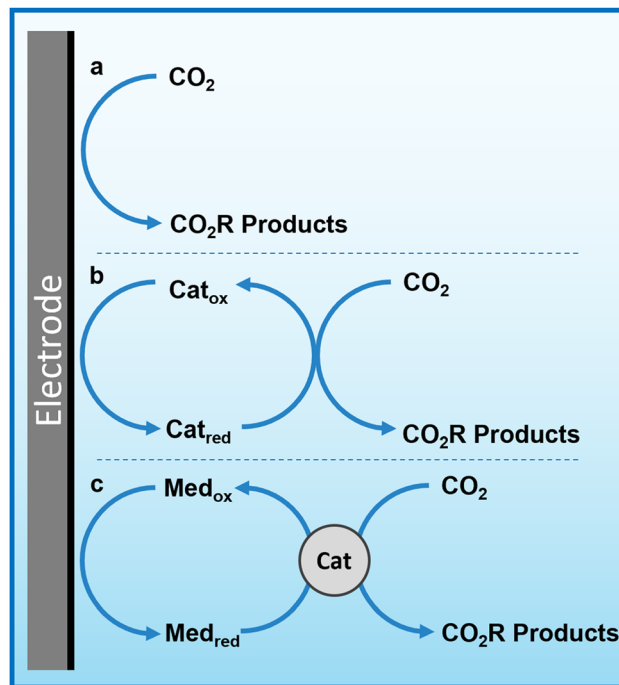 Electrode
a
CO₂
CO₂R Products
b
Catox
CO₂
Catred
CO₂R Products
c
Medox
CO₂
Cat
Medred
CO₂R Products